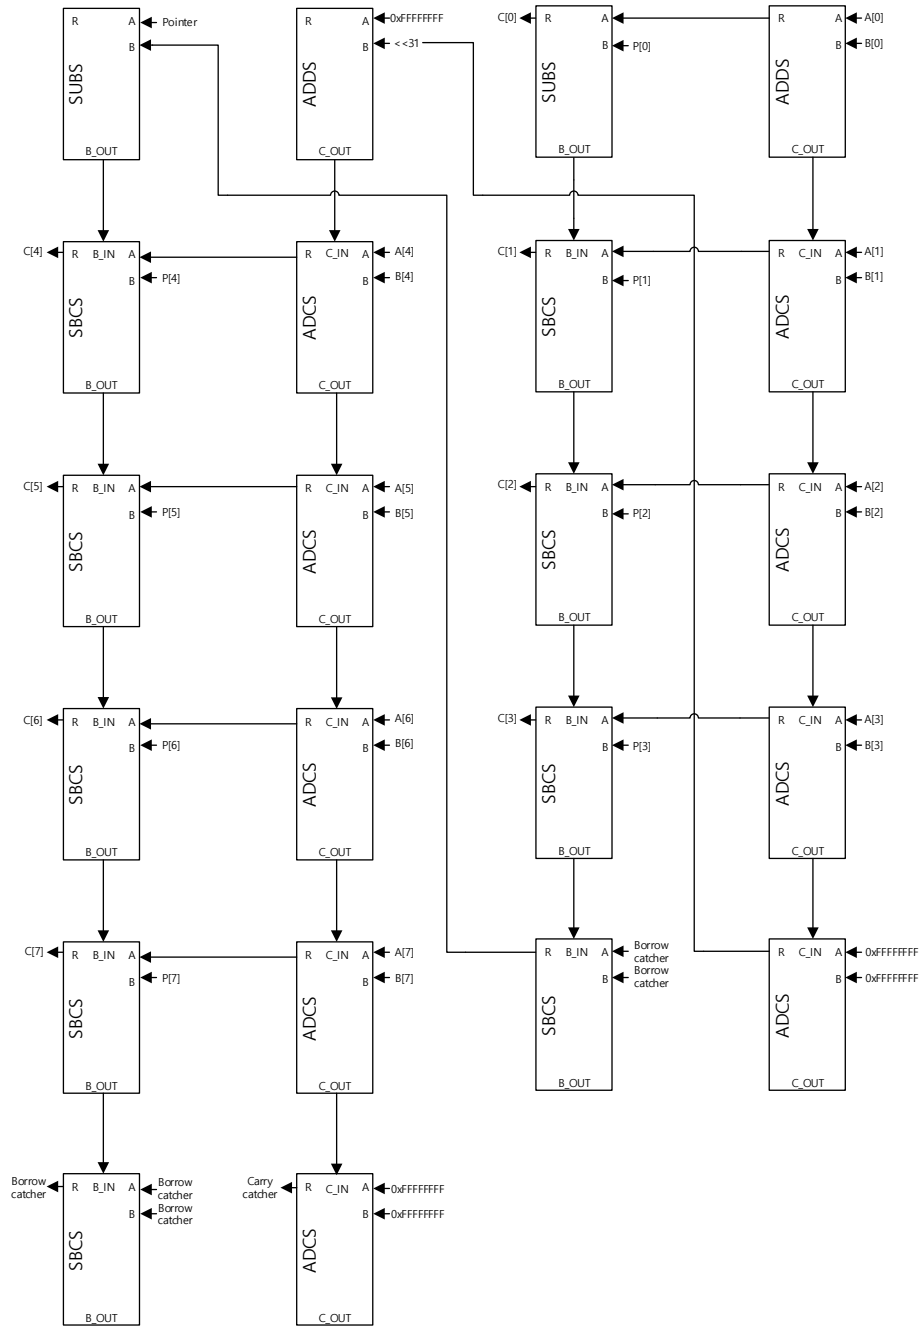 R A Pointer
B
SUBS
B_OUT
R A 0xFFFFFFFF
B <<31
ADDS
C_OUT
C[0] R A
B P[0]
SUBS
B_OUT
R A A[0]
B B[0]
ADDS
C_OUT
C[4] R B_IN A
B P[4]
SBCS
B_OUT
R C_IN A A[4]
B B[4]
ADCS
C_OUT
C[1] R B_IN A
B P[1]
SBCS
B_OUT
R C_IN A A[1]
B B[1]
ADCS
C_OUT
C[5] R B_IN A
B P[5]
SBCS
B_OUT
R C_IN A A[5]
B B[5]
ADCS
C_OUT
C[2] R B_IN A
B P[2]
SBCS
B_OUT
R C_IN A A[2]
B B[2]
ADCS
C_OUT
C[6] R B_IN A
B P[6]
SBCS
B_OUT
R C_IN A A[6]
B B[6]
ADCS
C_OUT
C[3] R B_IN A
B P[3]
SBCS
B_OUT
R C_IN A A[3]
B B[3]
ADCS
C_OUT
C[7] R B_IN A
B P[7]
SBCS
B_OUT
R C_IN A A[7]
B B[7]
ADCS
C_OUT
R B_IN A Borrow
catcher
B Borrow
catcher
SBCS
B_OUT
R C_IN A 0xFFFFFFFF
B 0xFFFFFFFF
ADCS
C_OUT
Borrow
catcher
R B_IN A Borrow
catcher
B Borrow
catcher
SBCS
B_OUT
Carry
catcher
R C_IN A 0xFFFFFFFF
B 0xFFFFFFFF
ADCS
C_OUT